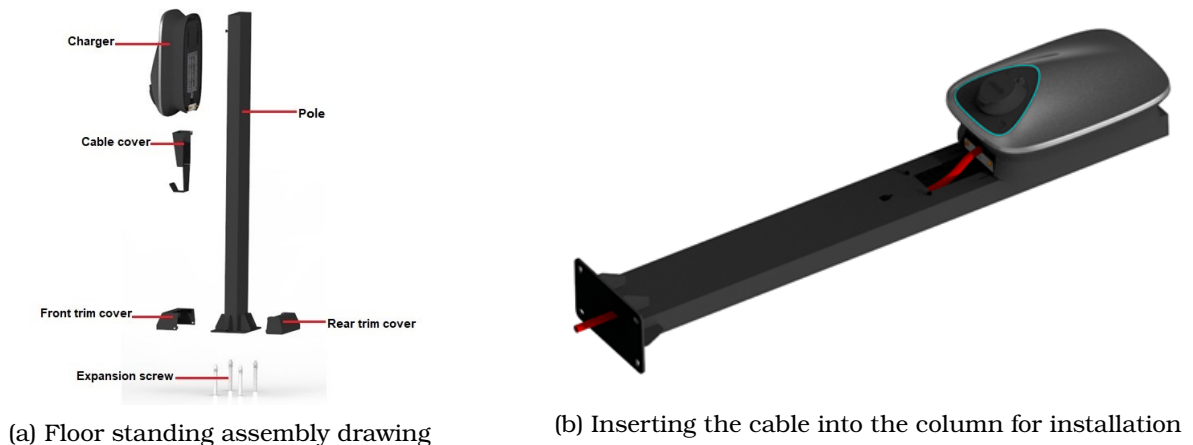 Charger
Pole
Cable cover
Front trim cover
Rear trim cover
Expansion screw
(a) Floor standing assembly drawing
(b) Inserting the cable into the column for installation